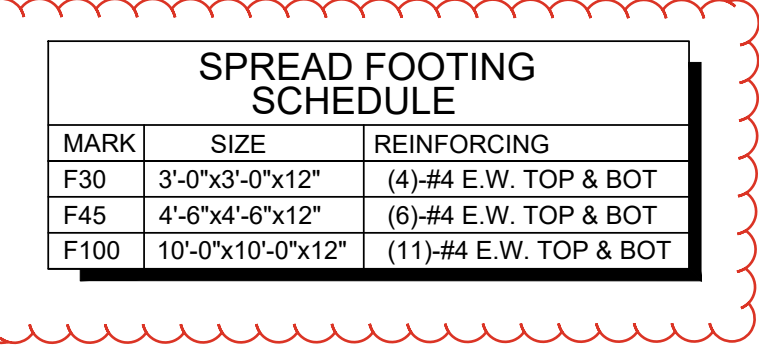 SPREAD FOOTING
SCHEDULE
MARK SIZE REINFORCING
F30 3'-0"x3'-0"x12" (4)-#4 E.W. TOP & BOT
F45 4'-6"x4'-6"x12" (6)-#4 E.W. TOP & BOT
F100 10'-0"x10'-0"x12" (11)-#4 E.W. TOP & BOT